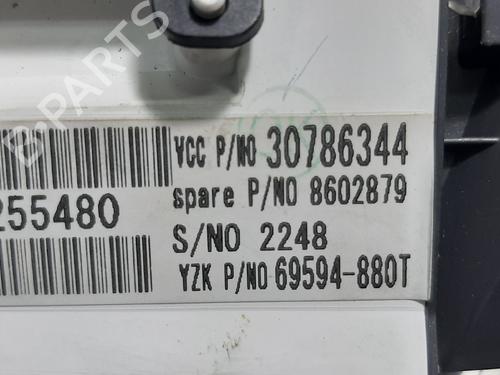 B-PARTS
VCC P/NO 30786344
spare P/NO 8602879
255480
S/NO 2248
YZK P/NO 69594-880T